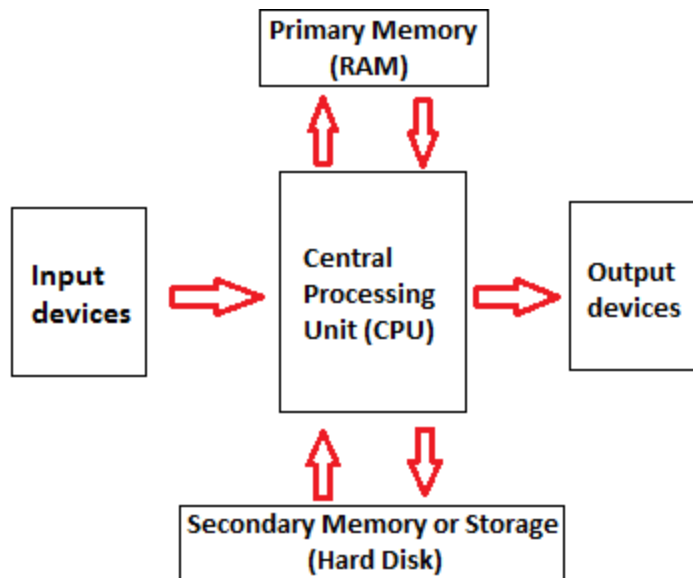 Primary Memory
(RAM)
Input
devices
Central
Processing
Unit (CPU)
Output
devices
Secondary Memory or Storage
(Hard Disk)